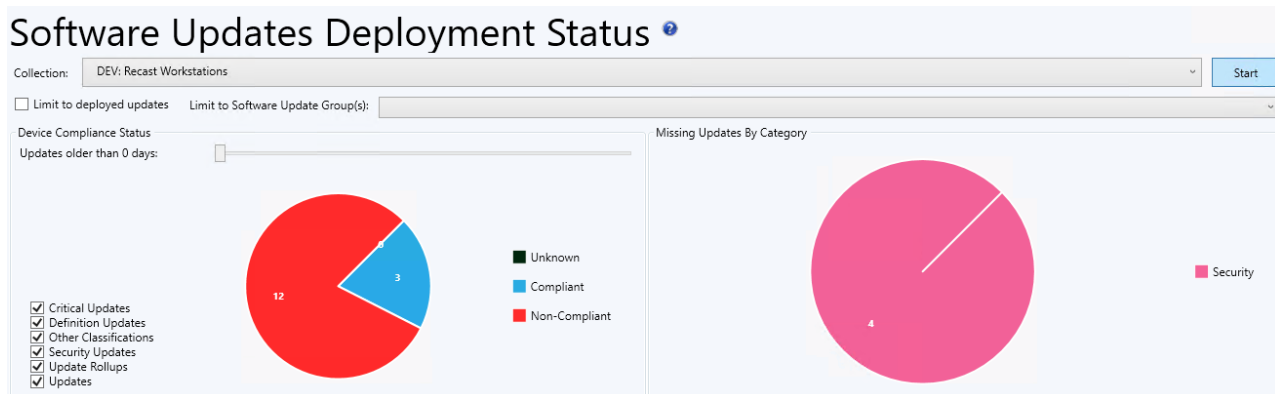 Software Updates Deployment Status
Collection: DEV: Recast Workstations Start
Limit to deployed updates Limit to Software Update Group(s):
Device Compliance Status
Updates older than 0 days:
12
3
Unknown
Compliant
Non-Compliant
Critical Updates
Definition Updates
Other Classifications
Security Updates
Update Rollups
Updates
Missing Updates By Category
4
Security